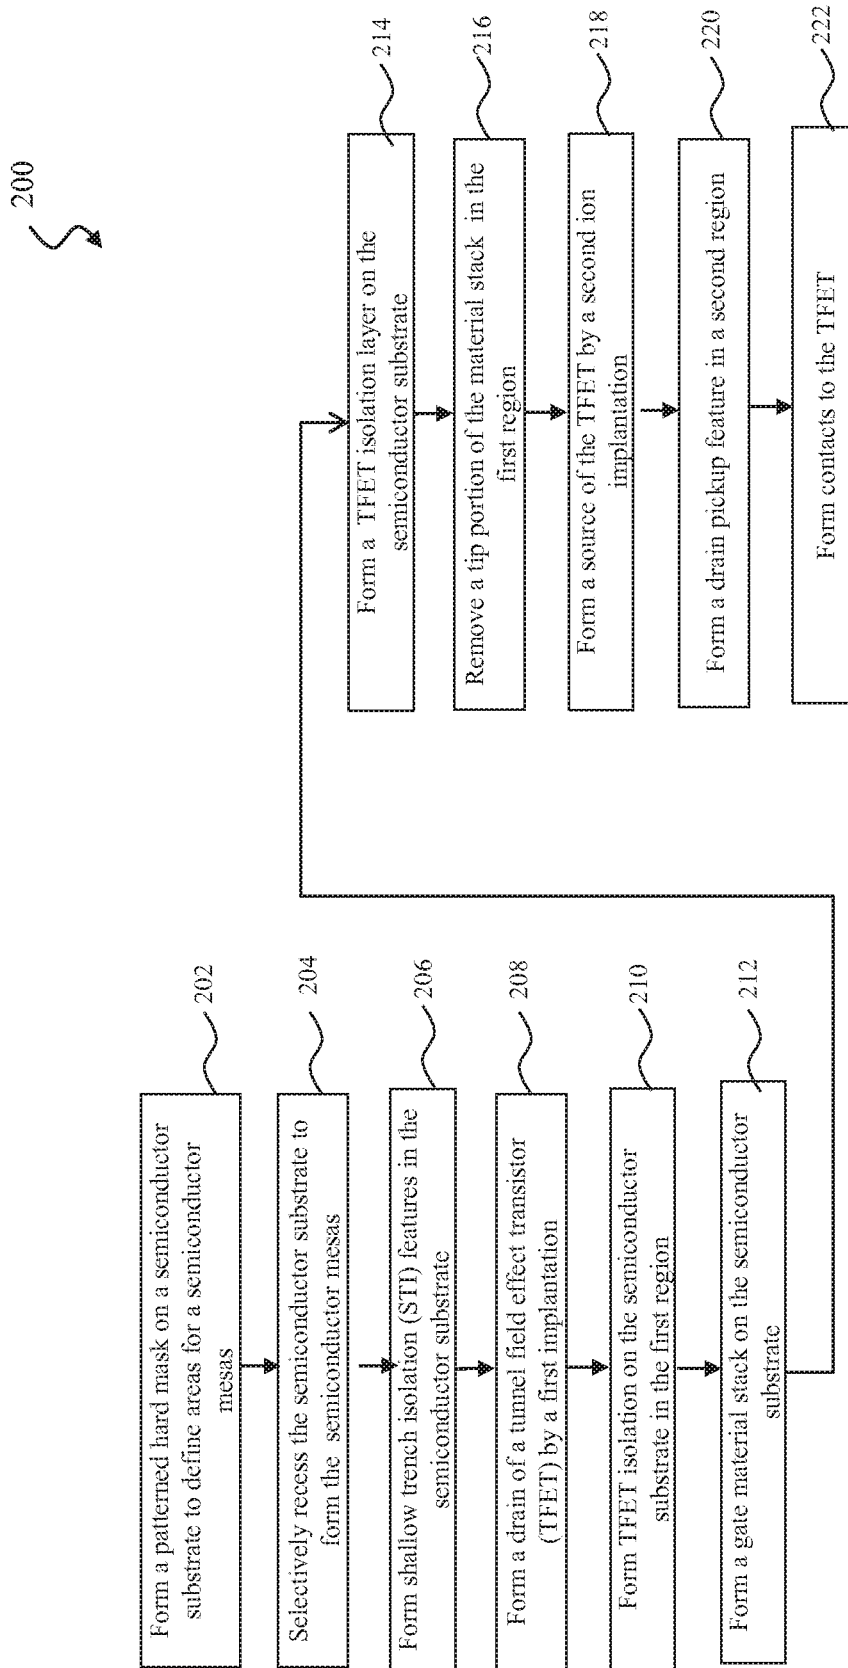 200
Form a patterned hard mask on a semiconductor
substrate to define areas for a semiconductor
mesas
202
Selectively recess the semiconductor substrate to
form the semiconductor mesas
204
Form shallow trench isolation (STI) features in the
semiconductor substrate
206
Form a drain of a tunnel field effect transistor
(TFET) by a first implantation
208
Form TFET isolation on the semiconductor
substrate in the first region
210
Form a gate material stack on the semiconductor
substrate
212
Form a TFET isolation layer on the
semiconductor substrate
214
Remove a tip portion of the material stack in the
first region
216
Form a source of the TFET by a second ion
implantation
218
Form a drain pickup feature in a second region
220
Form contacts to the TFET
222